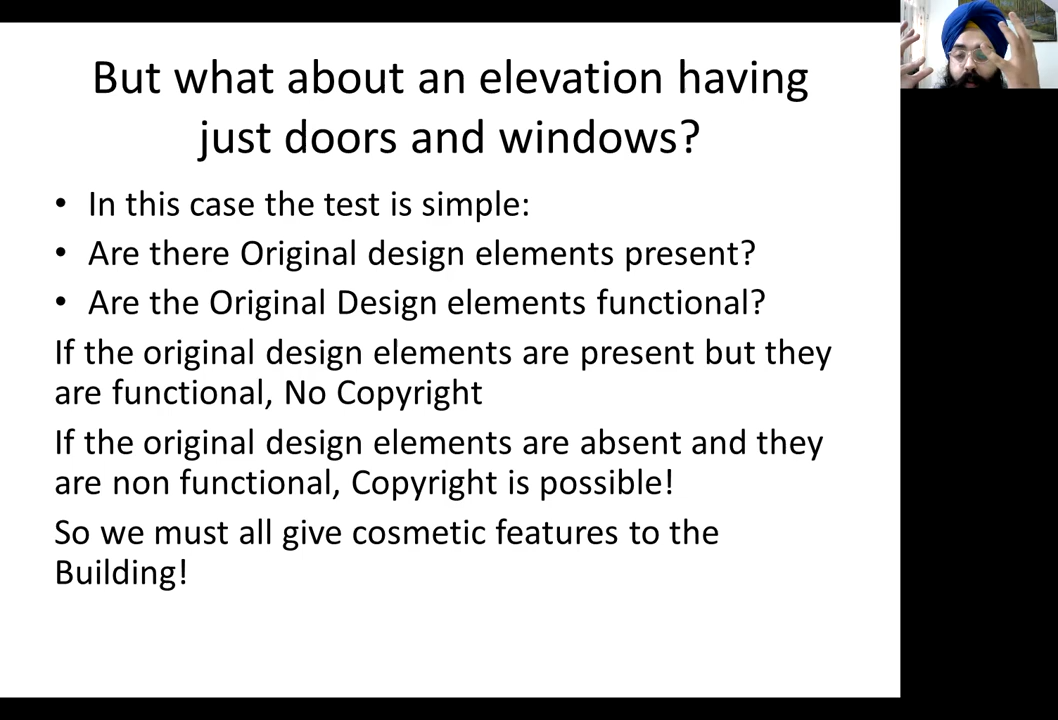 But what about an elevation having
just doors and windows?
• In this case the test is simple:
• Are there Original design elements present?
• Are the Original Design elements functional?
If the original design elements are present but they
are functional, No Copyright
If the original design elements are absent and they
are non functional, Copyright is possible!
So we must all give cosmetic features to the
Building!